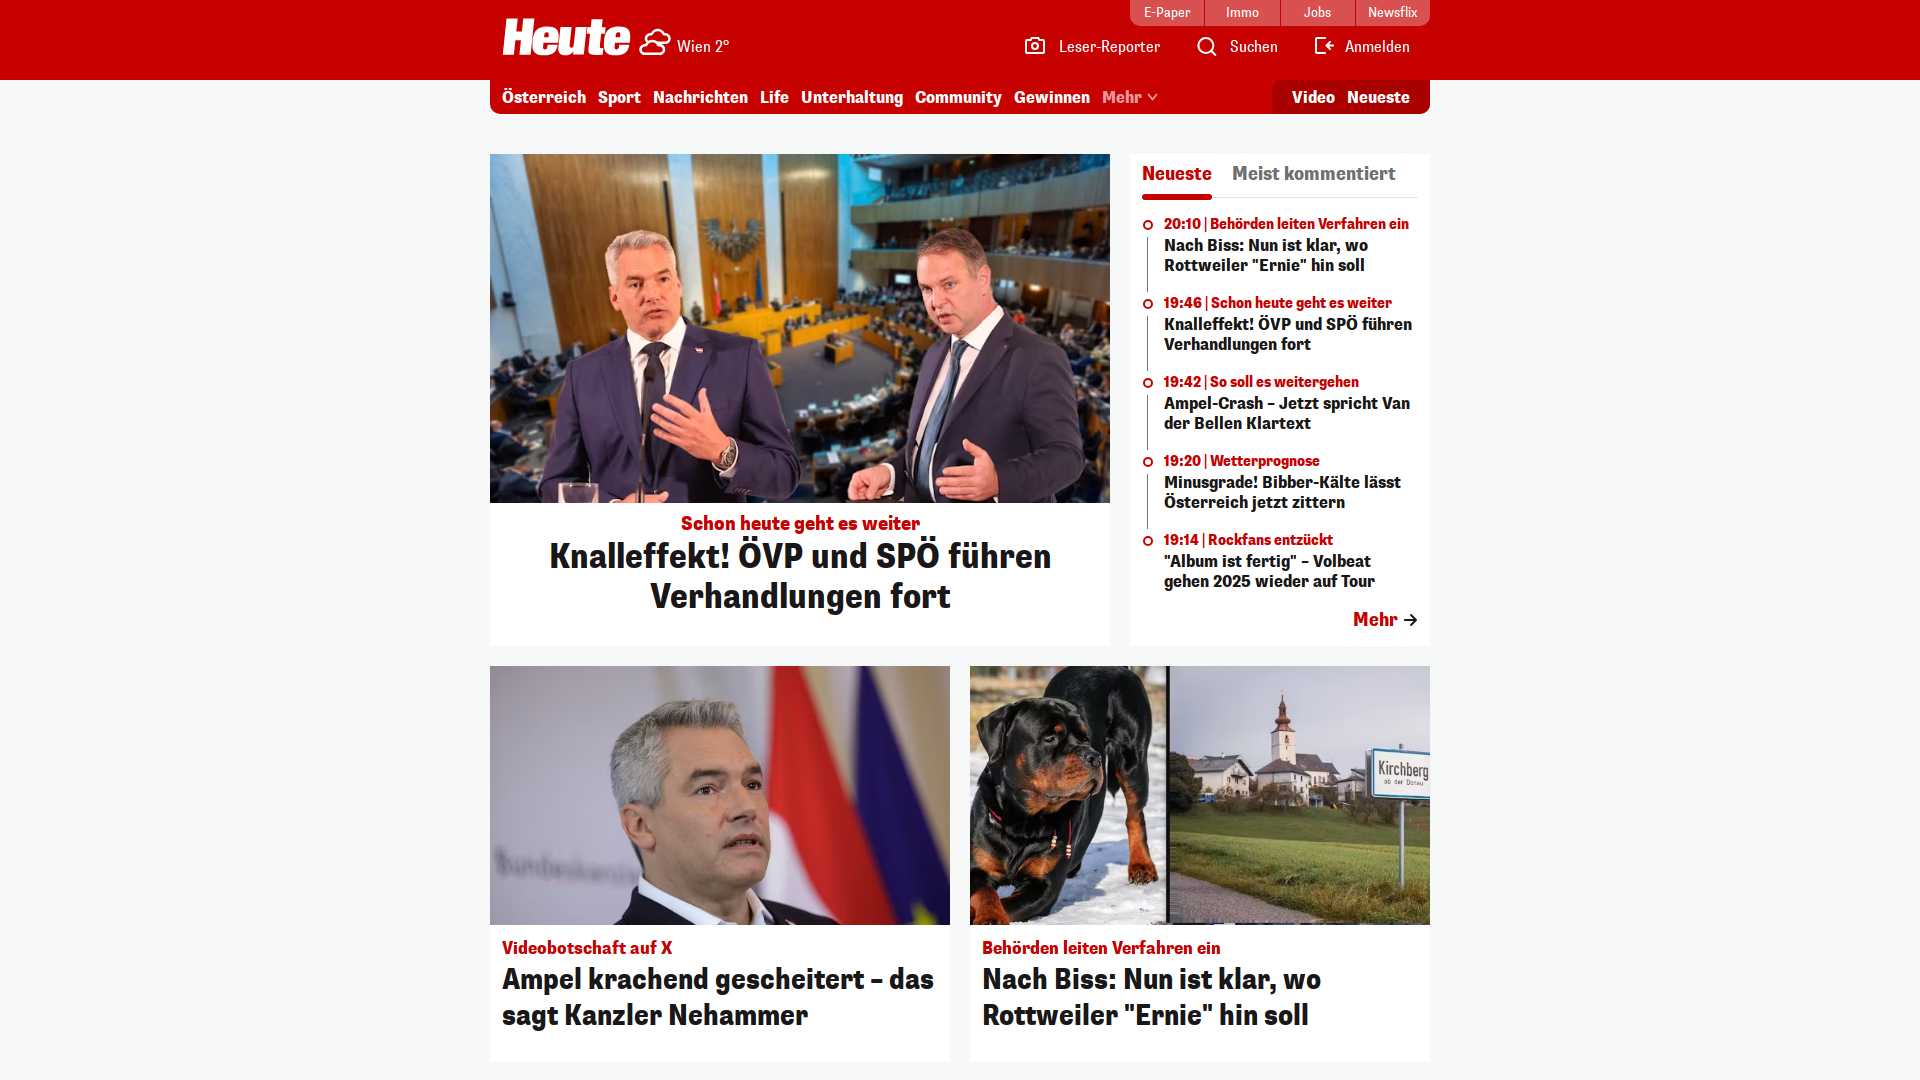 E-Paper
Immo
Jobs
Newsflix
Heute
Wien 2°
Leser-Reporter
Suchen
Anmelden
Österreich
Sport
Nachrichten
Life
Unterhaltung
Community
Gewinnen
Mehr
Video
Neueste
Schon heute geht es weiter
Knalleffekt! ÖVP und SPÖ führen
Verhandlungen fort
Neueste
Meist kommentiert
20:10 | Behörden leiten Verfahren ein
Nach Biss: Nun ist klar, wo
Rottweiler "Ernie" hin soll
19:46 | Schon heute geht es weiter
Knalleffekt! ÖVP und SPÖ führen
Verhandlungen fort
19:42 | So soll es weitergehen
Ampel-Crash – Jetzt spricht Van
der Bellen Klartext
19:20 | Wetterprognose
Minusgrade! Bibber-Kälte lässt
Österreich jetzt zittern
19:14 | Rockfans entzückt
"Album ist fertig" – Volbeat
gehen 2025 wieder auf Tour
Mehr
Bundeskanzle
Videobotschaft auf X
Ampel krachend gescheitert – das
sagt Kanzler Nehammer
Kirchberg
ob der Donau
Behörden leiten Verfahren ein
Nach Biss: Nun ist klar, wo
Rottweiler "Ernie" hin soll